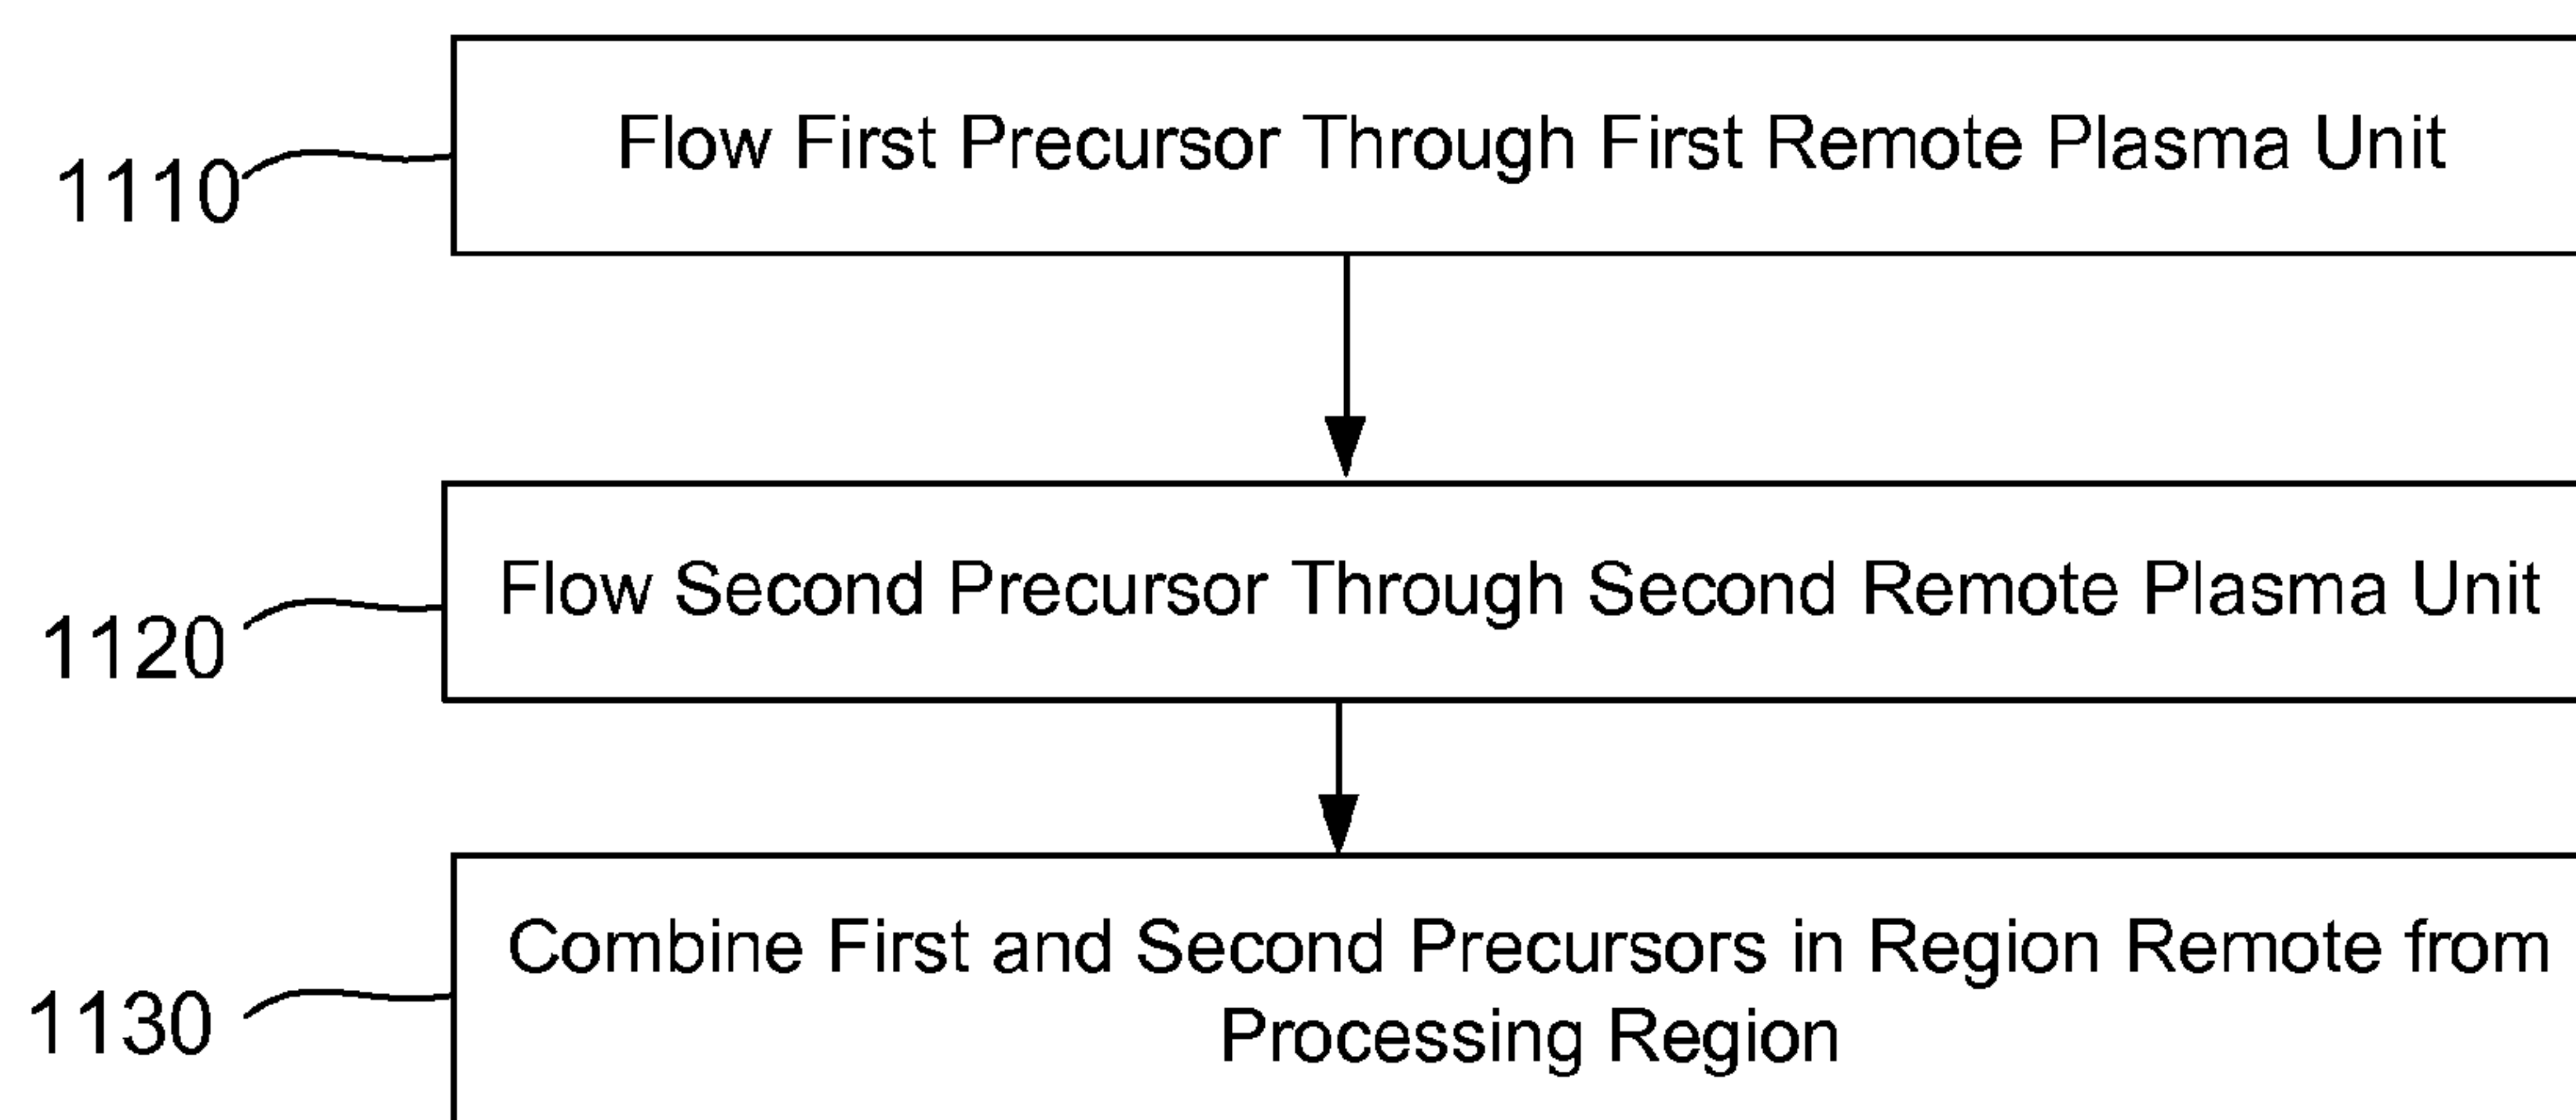 Flow First Precursor Through First Remote Plasma Unit
1110
Flow Second Precursor Through Second Remote Plasma Unit
1120
Combine First and Second Precursors in Region Remote from
Processing Region
1130